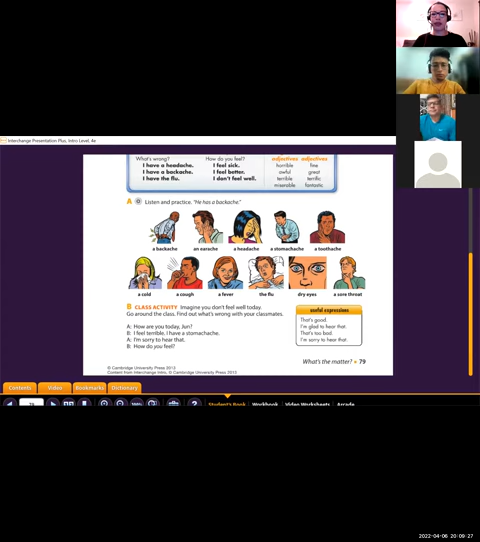 Interchange Presentation Plus, Intro Level, 4e
What's wrong?
I have a headache.
I have a backache.
I have the flu.
How do you feel?
I feel sick.
I feel better.
I don't feel well.
adjectives adjectives
horrible fine
awful great
terrible terrific
miserable fantastic
A Listen and practice. "He has a backache."
a backache an earache a headache a stomachache a toothache
a cold a cough a fever the flu dry eyes a sore throat
B CLASS ACTIVITY Imagine you don't feel well today.
Go around the class. Find out what's wrong with your classmates.
A: How are you today, Jun?
B: I feel terrible. I have a stomachache.
A: I'm sorry to hear that.
B: How do you feel?
useful expressions
That's good.
I'm glad to hear that.
That's too bad.
I'm sorry to hear that.
What's the matter? • 79
© Cambridge University Press 2013
Content from Interchange Intro. © Cambridge University Press 2013
Contents Video Bookmarks Dictionary
79
Student's Book Workbook Video Worksheets Arcade
2022-04-06 20:09:27